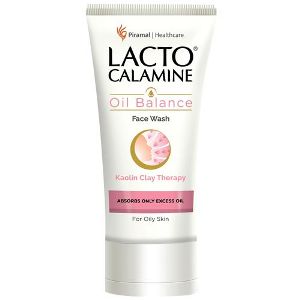 Piramal | Healthcare
LACTO®
CALAMINE
Oil Balance
Face Wash
Kaolin Clay Therapy
ABSORBS ONLY EXCESS OIL
For Oily Skin